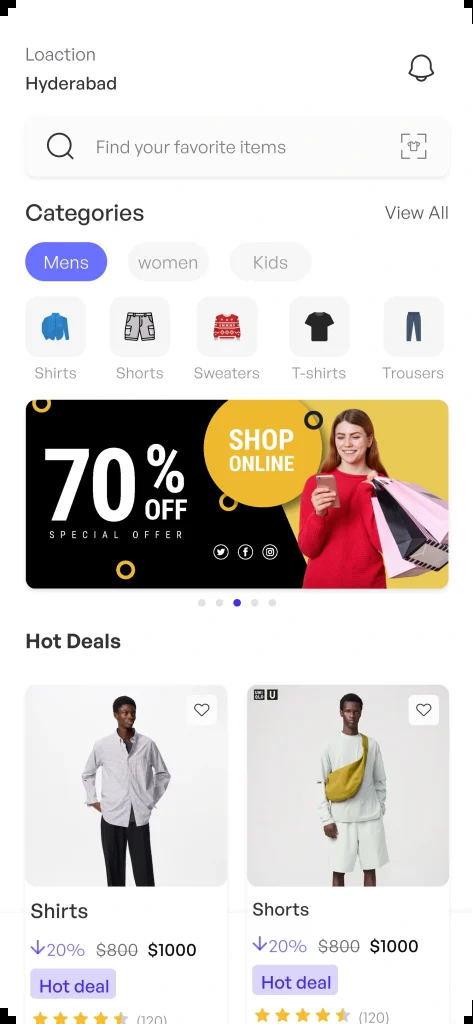 Loaction
Hyderabad
Find your favorite items
Categories
View All
Mens
women
Kids
Shirts
Shorts
Sweaters
T-shirts
Trousers
70% OFF
SPECIAL OFFER
SHOP
ONLINE
Hot Deals
UNI
QLO
U
Shirts
20% $800 $1000
Hot deal
(120)
Shorts
20% $800 $1000
Hot deal
(120)